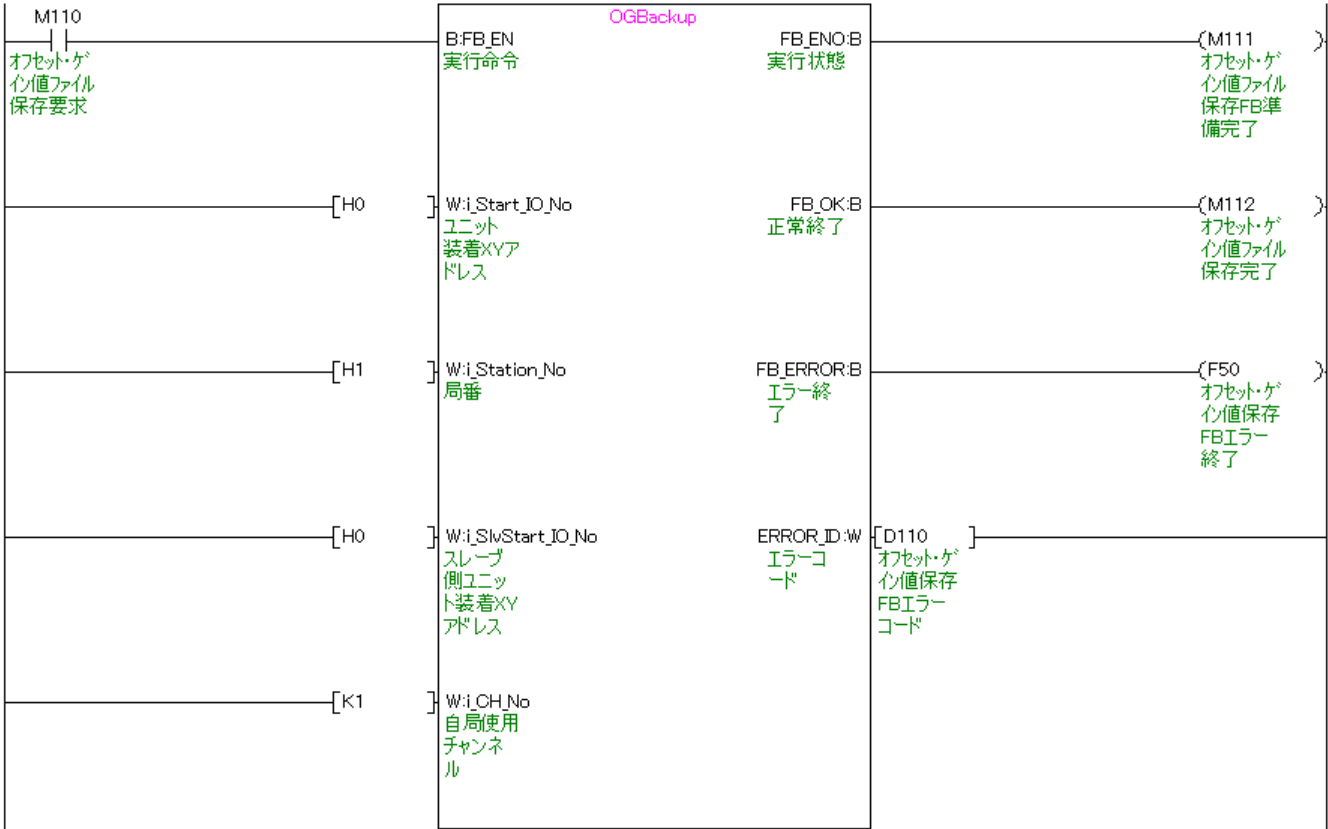 M110
オフセット・ゲ
イン値ファイル
保存要求
OGBackup
B:FB_EN
実行命令
FB_ENO:B
実行状態
(M111 )
オフセット・ゲ
イン値ファイル
保存FB準
備完了
[H0 ]
W:i_Start_IO_No
ユニット
装着XYア
ドレス
FB_OK:B
正常終了
(M112 )
オフセット・ゲ
イン値ファイル
保存完了
[H1 ]
W:i_Station_No
局番
FB_ERROR:B
エラー終
了
(F50 )
オフセット・ゲ
イン値保存
FBエラー
終了
[H0 ]
W:i_SlvStart_IO_No
スレーブ
側ユニッ
ト装着XY
アドレス
ERROR_ID:W
エラーコ
ード
[D110 ]
オフセット・ゲ
イン値保存
FBエラー
コード
[K1 ]
W:i_CH_No
自局使用
チャンネ
ル